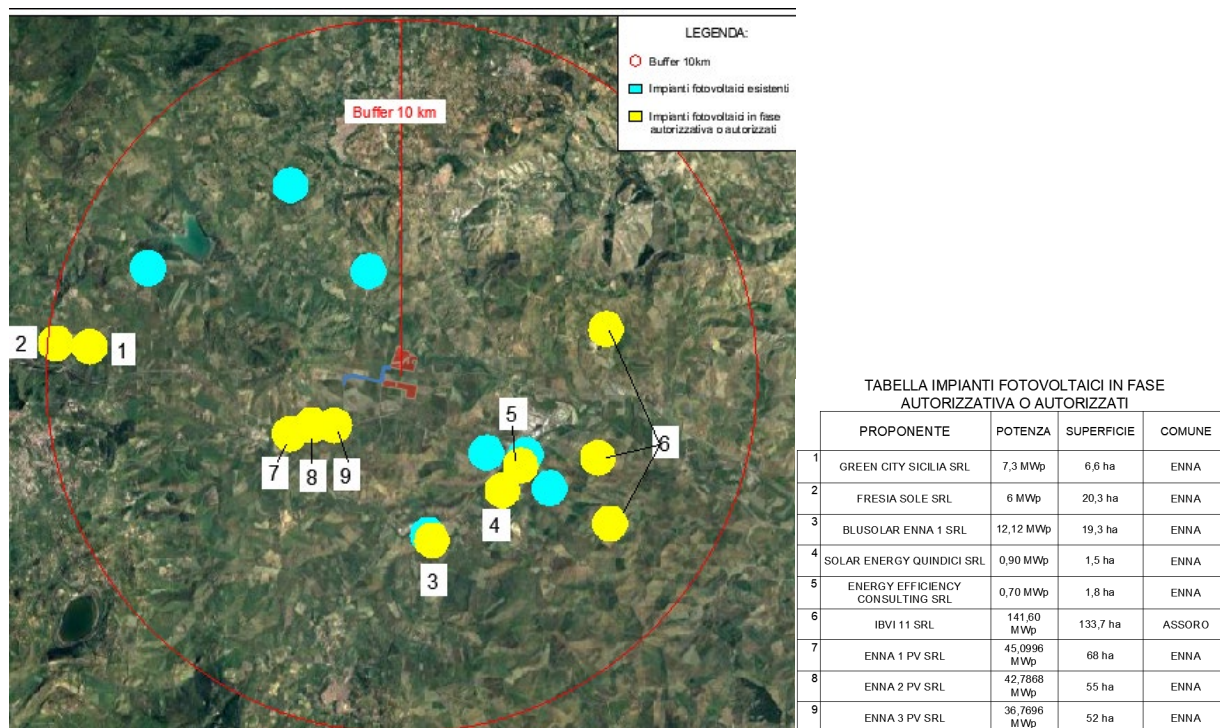 LEGENDA:
Buffer 10km
Impianti fotovoltaici esistenti
Impianti fotovoltaici in fase
autorizzativa o autorizzati
Buffer 10 km
2
1
5
6
7
8
9
4
3
TABELLA IMPIANTI FOTOVOLTAICI IN FASE
AUTORIZZATIVA O AUTORIZZATI
PROPONENTE POTENZA SUPERFICIE COMUNE
1 GREEN CITY SICILIA SRL 7,3 MWp 6,6 ha ENNA
2 FRESIA SOLE SRL 6 MWp 20,3 ha ENNA
3 BLUSOLAR ENNA 1 SRL 12,12 MWp 19,3 ha ENNA
4 SOLAR ENERGY QUINDICI SRL 0,90 MWp 1,5 ha ENNA
5 ENERGY EFFICIENCY
CONSULTING SRL 0,70 MWp 1,8 ha ENNA
6 IBVI 11 SRL 141,60
MWp 133,7 ha ASSORO
7 ENNA 1 PV SRL 45,0996
MWp 68 ha ENNA
8 ENNA 2 PV SRL 42,7868
MWp 55 ha ENNA
9 ENNA 3 PV SRL 36,7696
MWp 52 ha ENNA